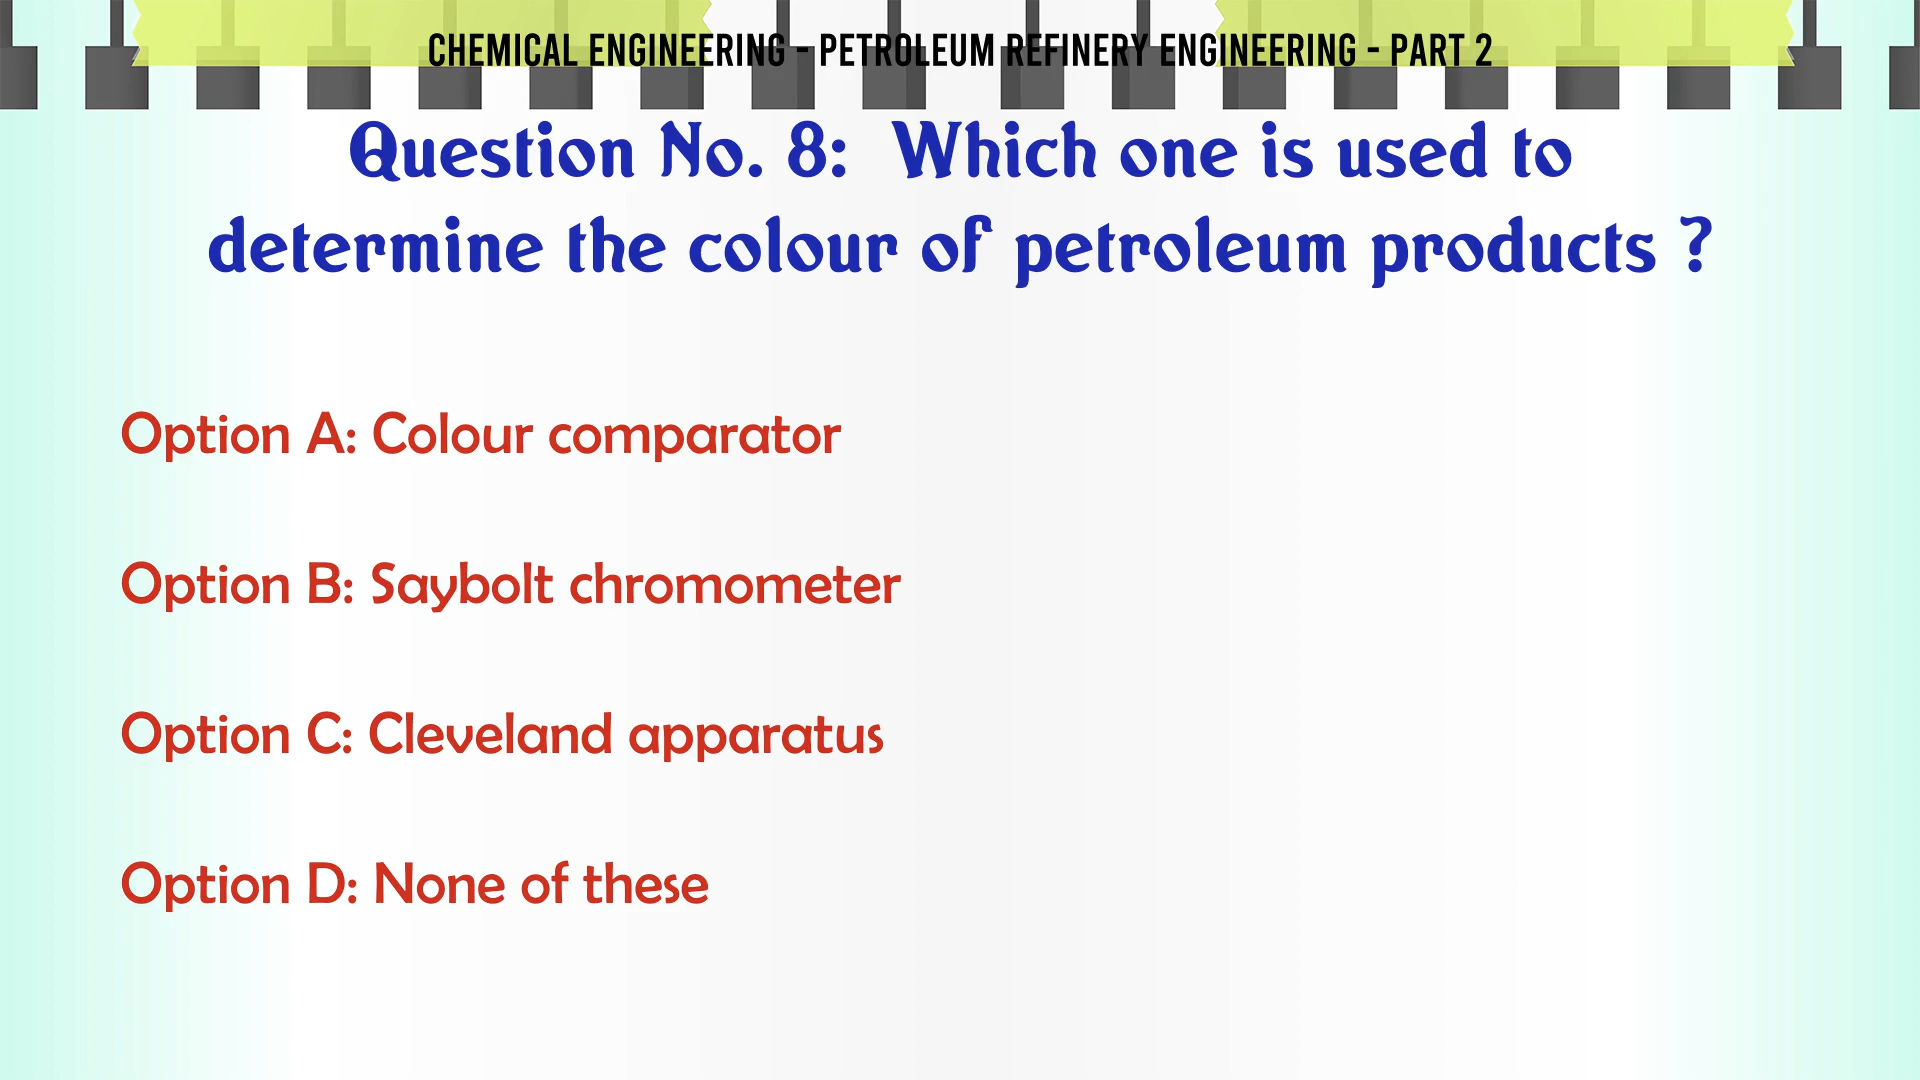 CHEMICAL ENGINEERING - PETROLEUM REFINERY ENGINEERING - PART 2
Question No. 8: Which one is used to
determine the colour of petroleum products ?
Option A: Colour comparator
Option B: Saybolt chromometer
Option C: Cleveland apparatus
Option D: None of these